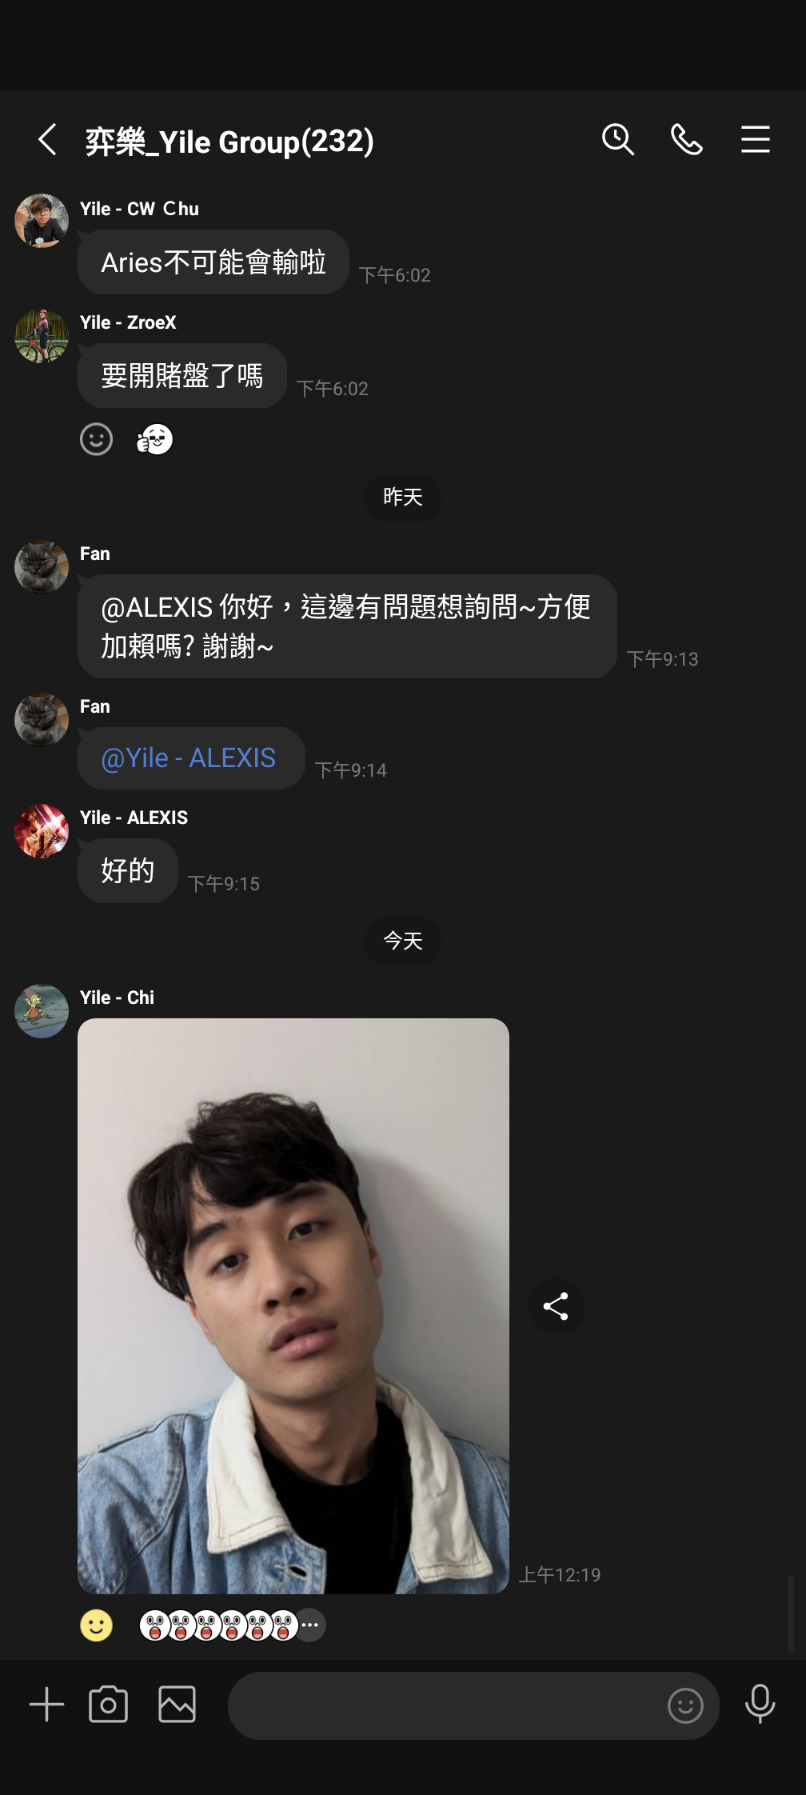 弈樂_Yile Group(232)
Yile - CW Chu
Aries不可能會輸啦
下午6:02
Yile - ZroeX
要開賭盤了嗎
下午6:02
昨天
Fan
@ALEXIS 你好，這邊有問題想詢問~方便
加賴嗎? 謝謝~
下午9:13
Fan
@Yile - ALEXIS
下午9:14
Yile - ALEXIS
好的
下午9:15
今天
Yile - Chi
上午12:19